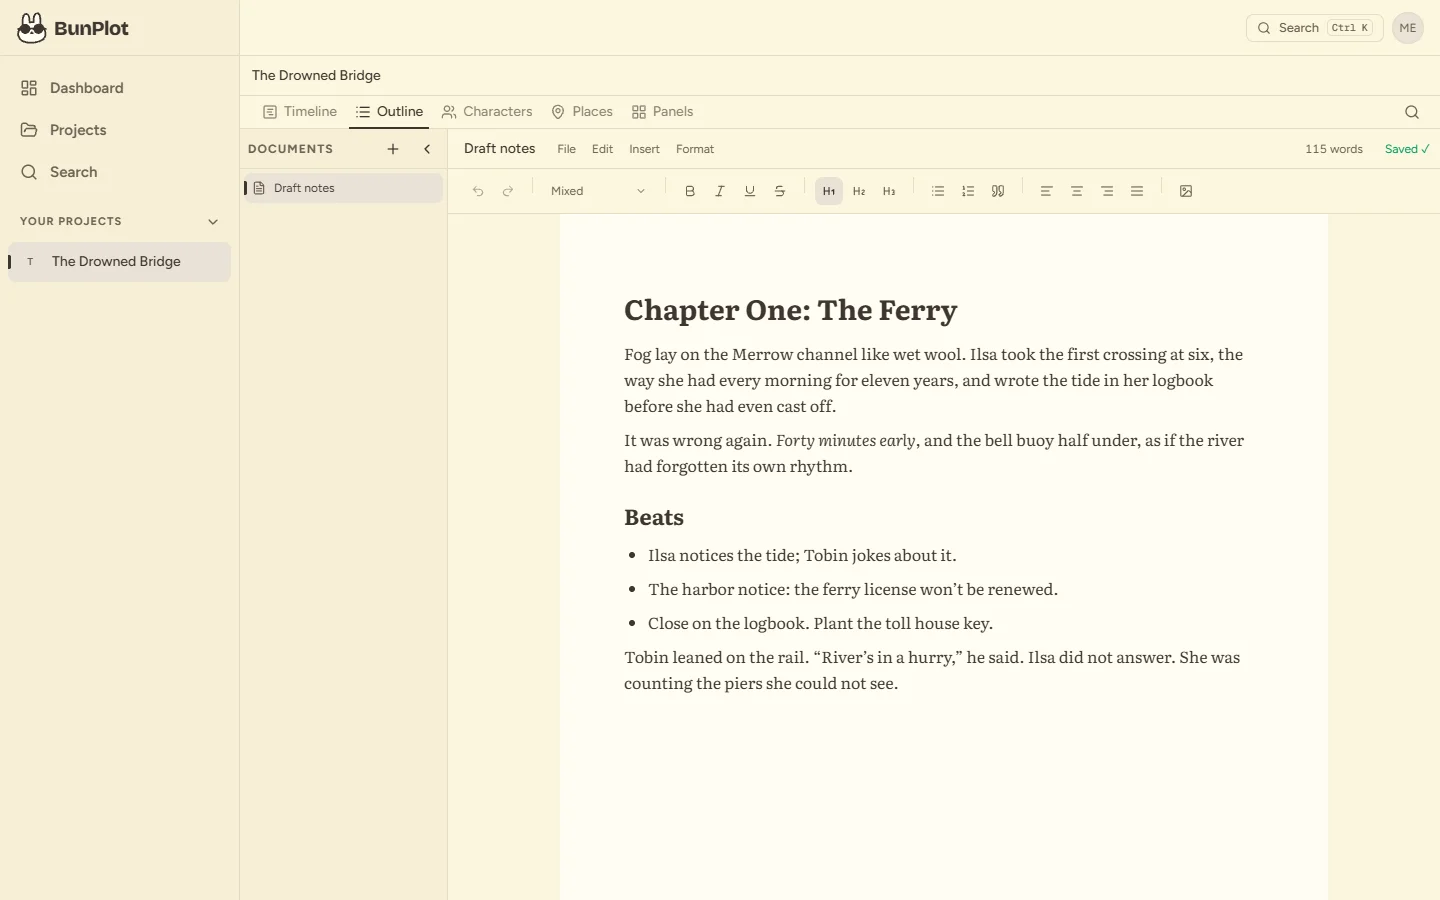 BunPlot
Search Ctrl K
ME
Dashboard
Projects
Search
YOUR PROJECTS
T The Drowned Bridge
The Drowned Bridge
Timeline Outline Characters Places Panels
DOCUMENTS
Draft notes
Draft notes File Edit Insert Format 115 words Saved ✓
Mixed B I U S H1 H2 H3
Chapter One: The Ferry
Fog lay on the Merrow channel like wet wool. Ilsa took the first crossing at six, the
way she had every morning for eleven years, and wrote the tide in her logbook
before she had even cast off.
It was wrong again. Forty minutes early, and the bell buoy half under, as if the river
had forgotten its own rhythm.
Beats
• Ilsa notices the tide; Tobin jokes about it.
• The harbor notice: the ferry license won’t be renewed.
• Close on the logbook. Plant the toll house key.
Tobin leaned on the rail. “River’s in a hurry,” he said. Ilsa did not answer. She was
counting the piers she could not see.